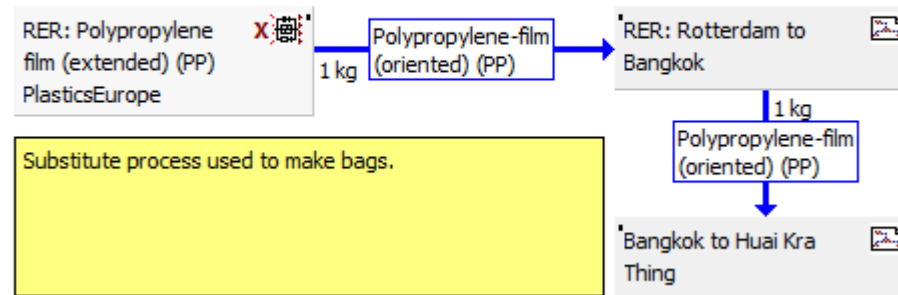 RER: Polypropylene
film (extended) (PP)
PlasticsEurope
X
1 kg
Polypropylene-film
(oriented) (PP)
RER: Rotterdam to
Bangkok
1 kg
Polypropylene-film
(oriented) (PP)
Substitute process used to make bags.
Bangkok to Huai Kra
Thing